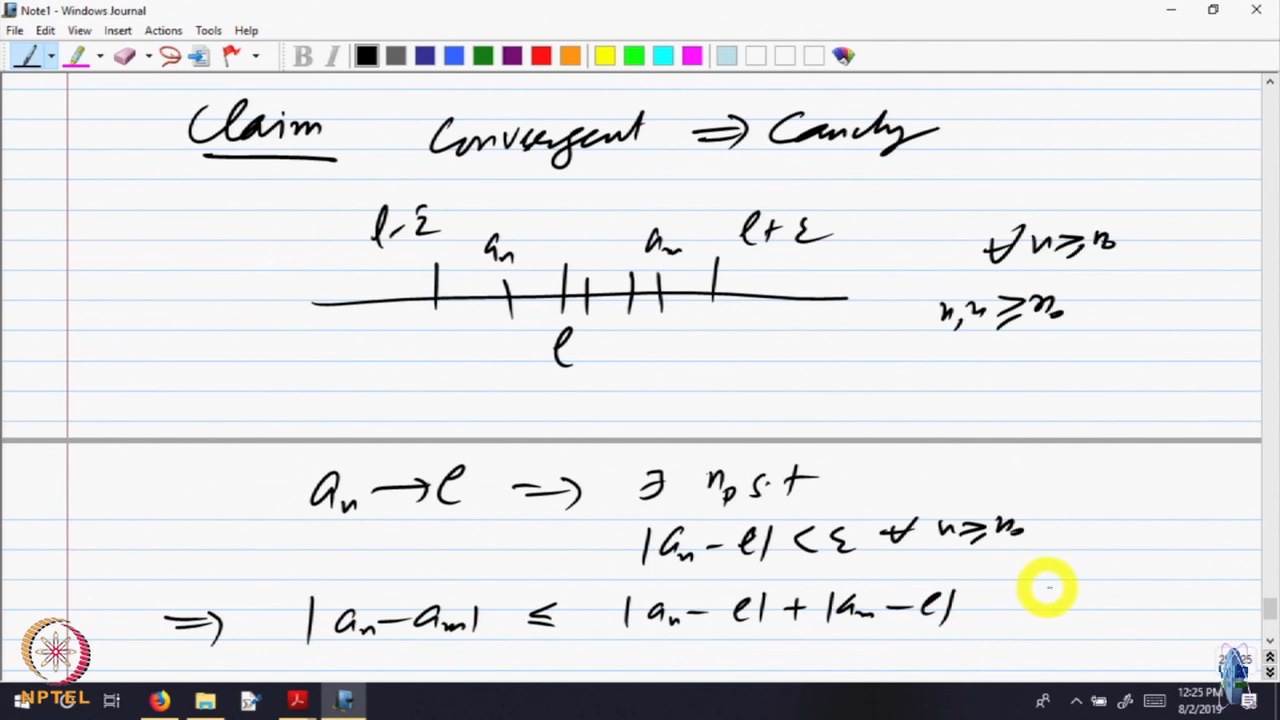 Note1 - Windows Journal
File Edit View Insert Actions Tools Help
B I
Claim Convergent ⇒ Cauchy
l-ε an am l+ε ∀ n ≥ n0
n, m ≥ n0
l
an → l ⇒ ∃ n0 s.t
|an - l| < ε ∀ n ≥ n0
⇒ |an - am| ≤ |an - l| + |am - l|
NPTEL
12:25 PM
8/2/2019